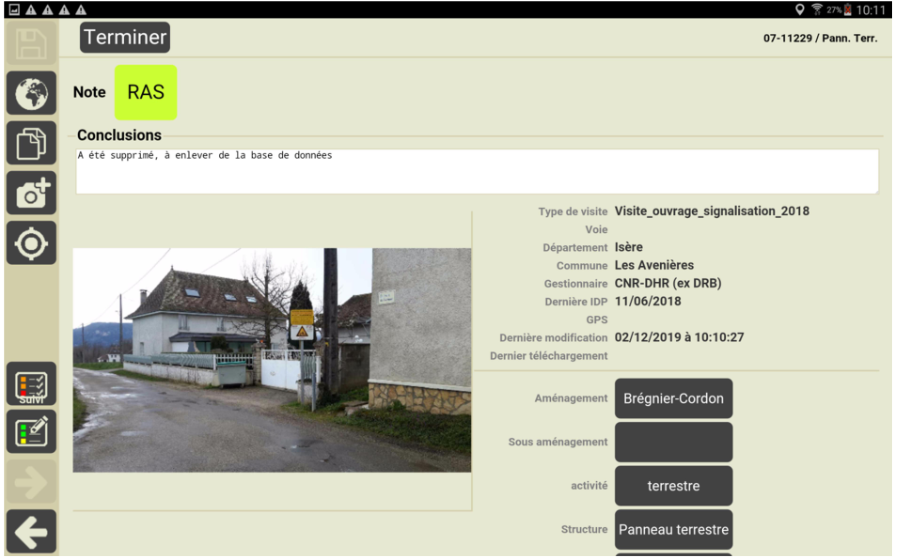 27% 10:11
Terminer
07-11229 / Pann. Terr.
Note RAS
Conclusions
A été supprimé, à enlever de la base de données
Type de visite Visite_ouvrage_signalisation_2018
Voie
Département Isère
Commune Les Avenières
Gestionnaire CNR-DHR (ex DRB)
Dernière IDP 11/06/2018
GPS
Dernière modification 02/12/2019 à 10:10:27
Dernier téléchargement
Suivi
Aménagement Brégnier-Cordon
Sous aménagement
activité terrestre
Structure Panneau terrestre